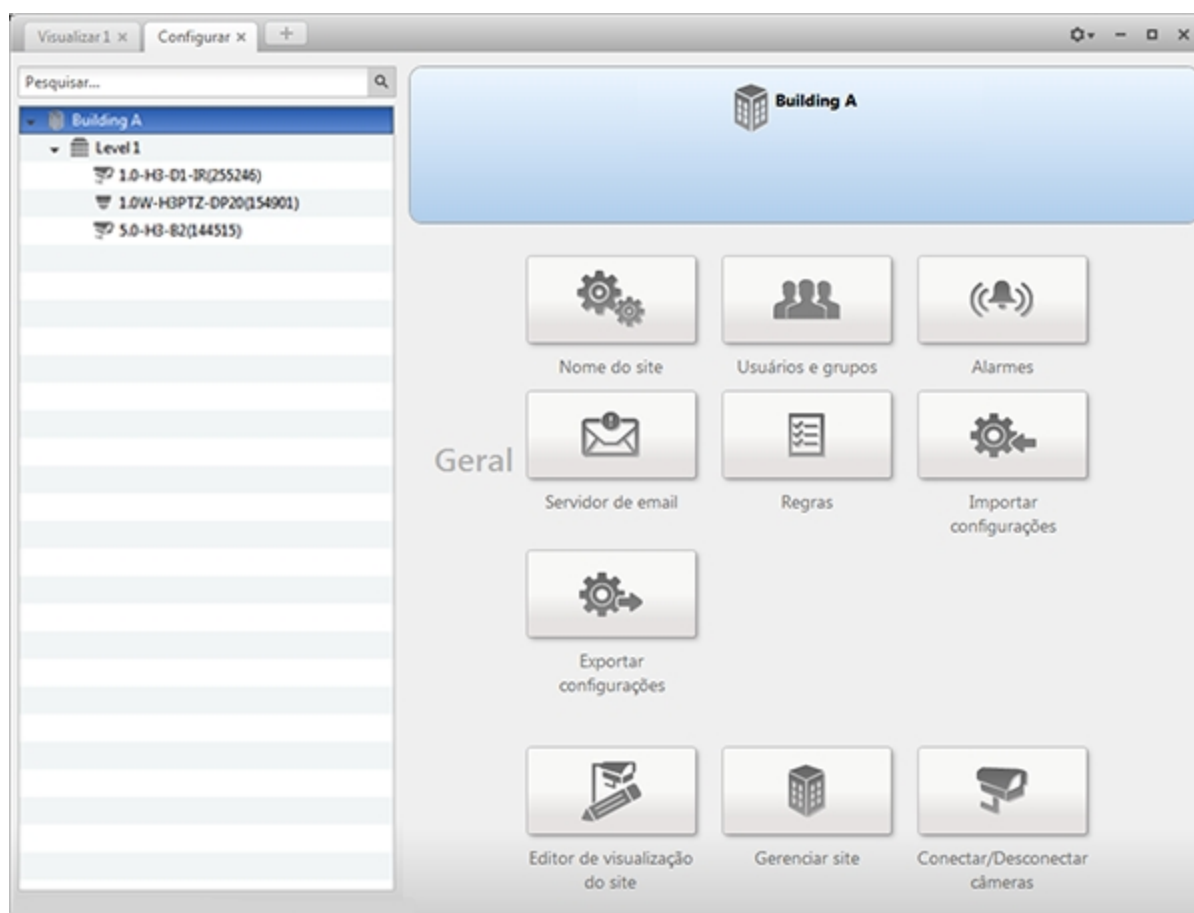 Visualizar 1
Configurar
Pesquisar...
Building A
Building A
Level 1
1.0-H3-D1-IR(255246)
1.0W-H3PTZ-DP20(154901)
5.0-H3-B2(144515)
Nome do site
Usuários e grupos
Alarmes
Geral
Servidor de email
Regras
Importar
configurações
Exportar
configurações
Editor de visualização
do site
Gerenciar site
Conectar/Desconectar
câmeras